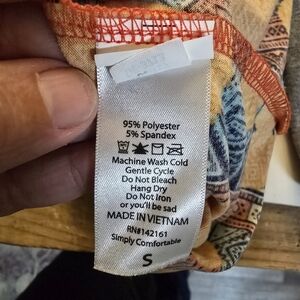 95% Polyester
5% Spandex
Machine Wash Cold
Gentle Cycle
Do Not Bleach
Hang Dry
Do Not Iron
or you'll be sad
MADE IN VIETNAM
RN#142161
Simply Comfortable
S